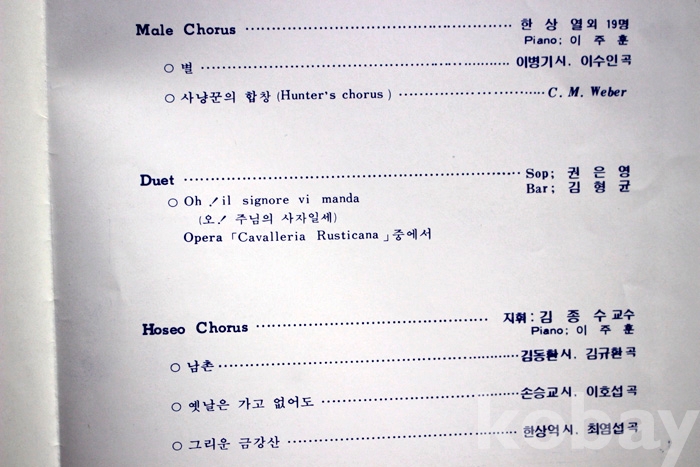 Male Chorus ········ 한 상 열 외 19명
Piano; 이 주 훈
○ 별 ········ 이병기시. 이수인곡
○ 사냥꾼의 합창 (Hunter's chorus) ········ C. M. Weber
Duet ········ Sop; 권 은 영
Bar; 김 형 균
○ Oh ! il signore vi manda
(오! 주님의 사자일세)
Opera 「Cavalleria Rusticana」중에서
Hoseo Chorus ········ 지휘: 김 종 수 교수
Piano; 이 주 훈
○ 남촌 ········ 김동환시. 김규환곡
○ 옛날은 가고 없어도 ········ 손승교시. 이호섭곡
○ 그리운 금강산 ········ 한상억시. 최영섭곡
kobay